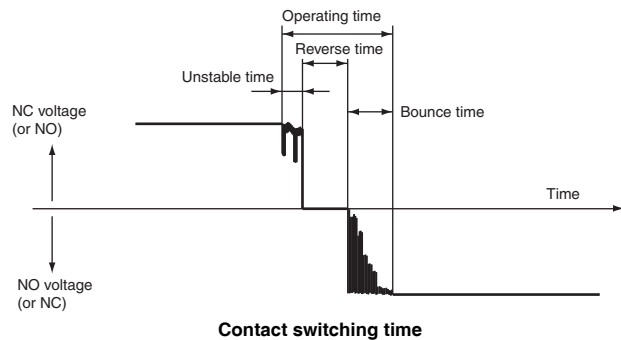 Operating time
Reverse time
Unstable time
Bounce time
NC voltage
(or NO)
Time
NO voltage
(or NC)
Contact switching time